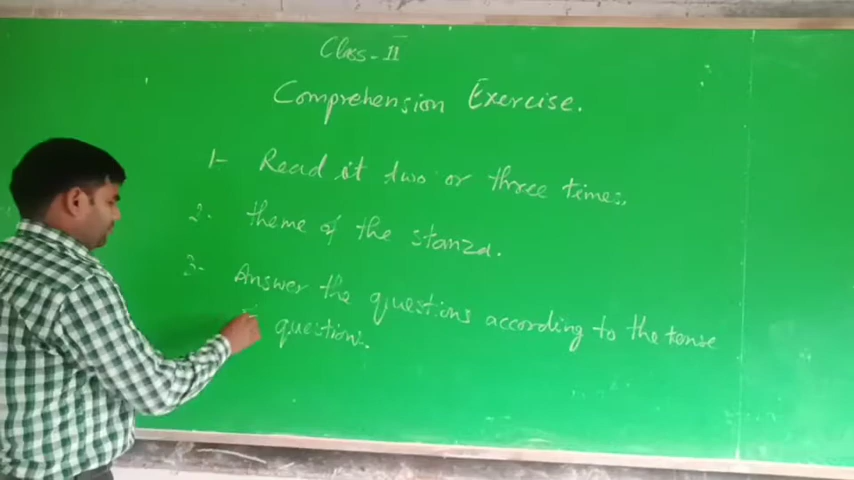 Class - II
Comprehension Exercise.
1- Read it two or three times.
2- theme of the stanza.
3- Answer the questions according to the tense
question.